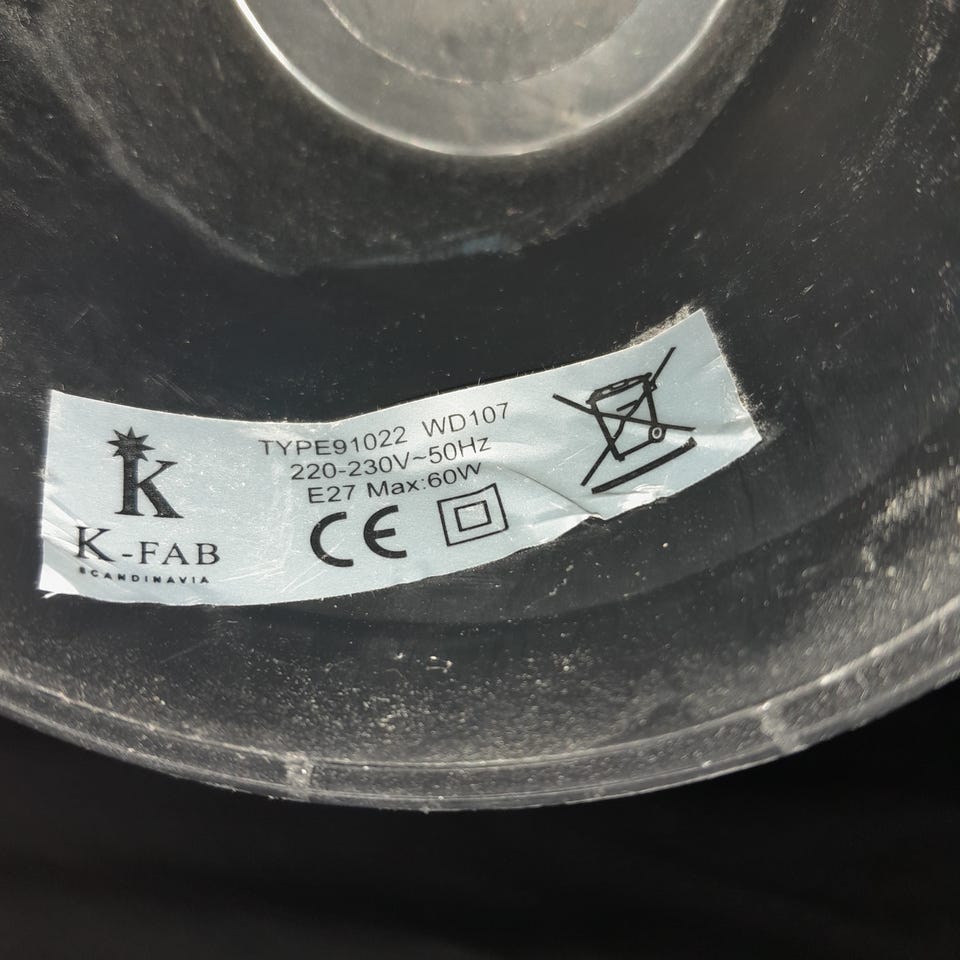 K
K-FAB
SCANDINAVIA
TYPE91022 WD107
220-230V~50Hz
E27 Max:60W
CE